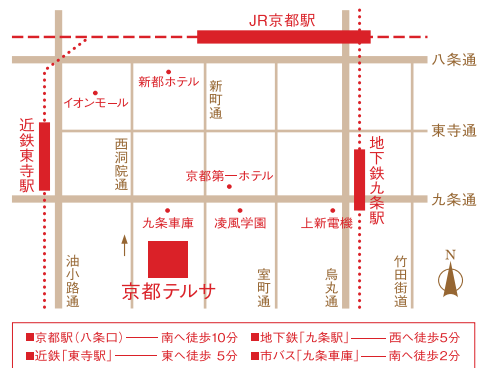 JR京都駅
八条通
新都ホテル
イオンモール
新町通
近鉄東寺駅
西洞院通
東寺通
地下鉄九条駅
京都第一ホテル
九条通
九条車庫
凌風学園
上新電機
油小路通
京都テルサ
室町通
烏丸通
竹田街道
N
■京都駅(八条口)――南へ徒歩10分
■地下鉄「九条駅」――西へ徒歩5分
■近鉄「東寺駅」――東へ徒歩 5分
■市バス「九条車庫」――南へ徒歩2分